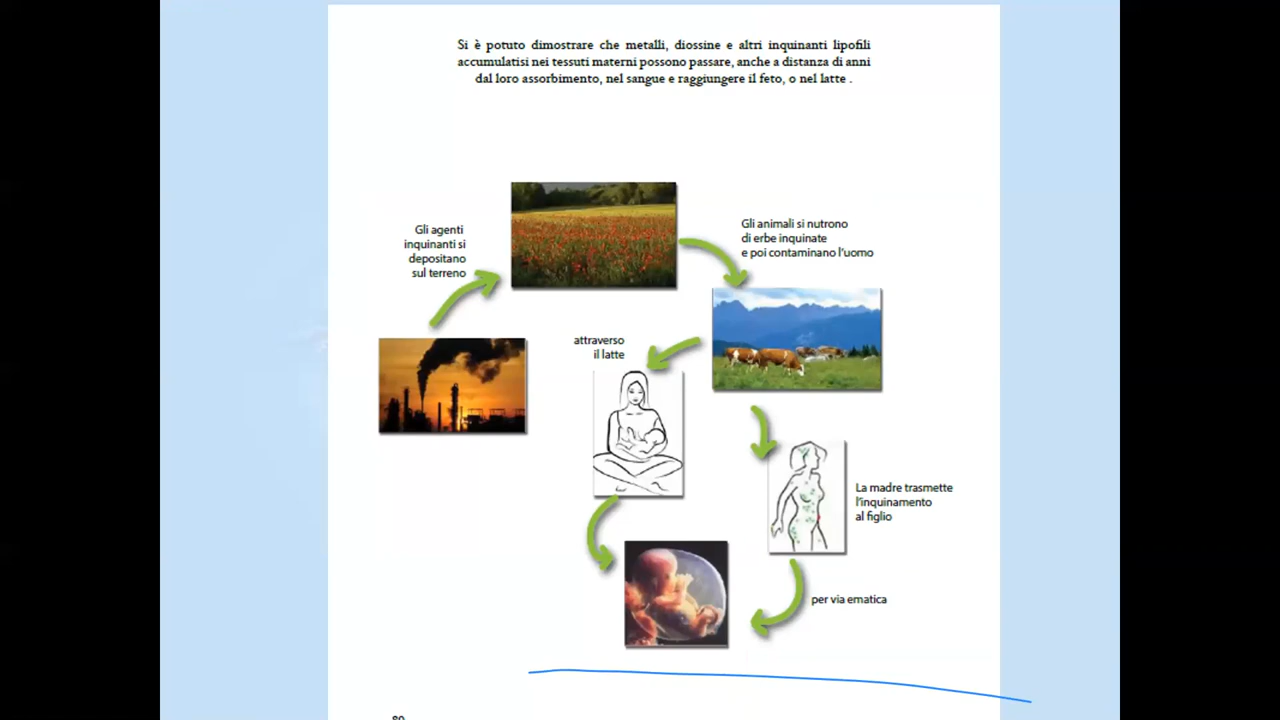 Si è potuto dimostrare che metalli, diossine e altri inquinanti lipofili
accumulatisi nei tessuti materni possono passare, anche a distanza di anni
dal loro assorbimento, nel sangue e raggiungere il feto, o nel latte .
Gli agenti
inquinanti si
depositano
sul terreno
Gli animali si nutrono
di erbe inquinate
e poi contaminano l'uomo
attraverso
il latte
La madre trasmette
l'inquinamento
al figlio
per via ematica